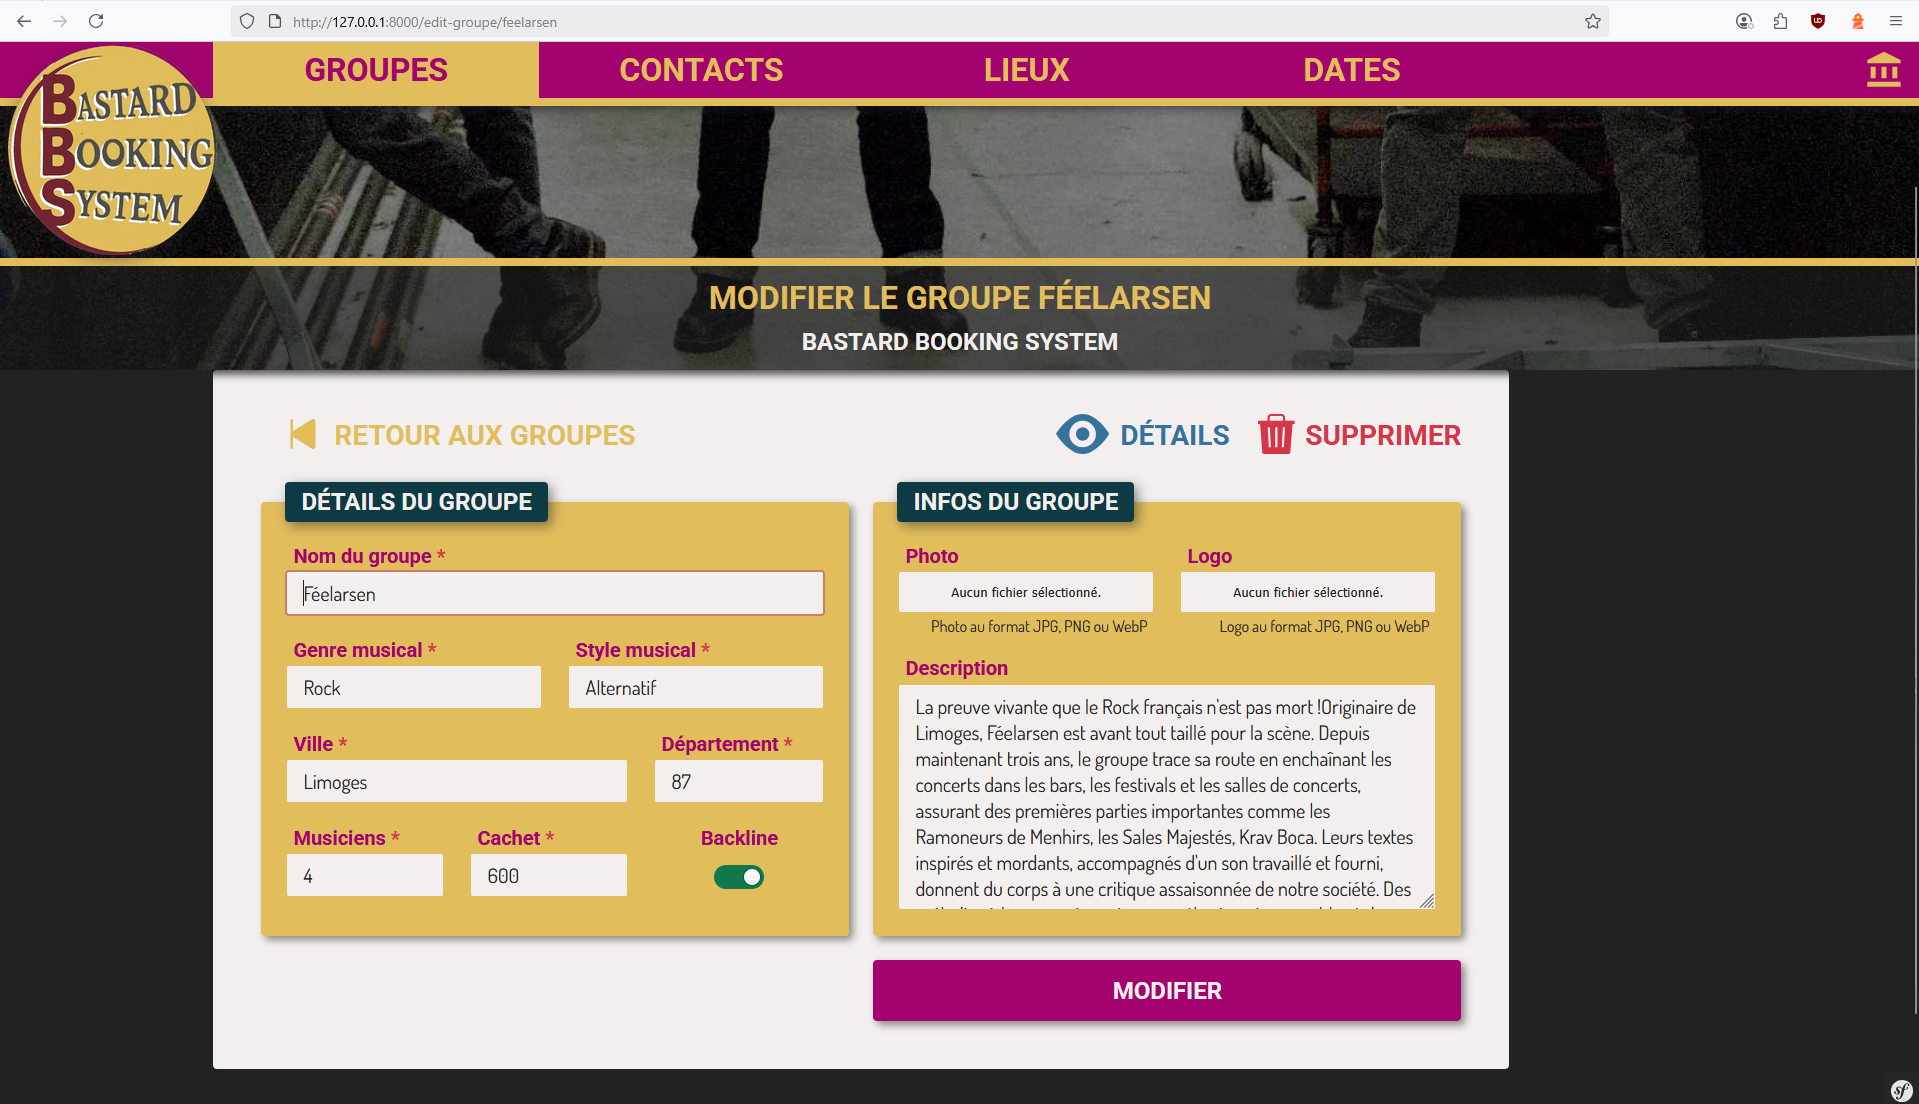 http://127.0.0.1:8000/edit-groupe/feelarsen
BASTARD
BOOKING
SYSTEM
GROUPES
CONTACTS
LIEUX
DATES
MODIFIER LE GROUPE FÉELARSEN
BASTARD BOOKING SYSTEM
RETOUR AUX GROUPES
DÉTAILS
SUPPRIMER
DÉTAILS DU GROUPE
Nom du groupe *
Féelarsen
Genre musical *
Style musical *
Rock
Alternatif
Ville *
Département *
Limoges
87
Musiciens *
Cachet *
Backline
4
600
INFOS DU GROUPE
Photo
Logo
Aucun fichier sélectionné.
Aucun fichier sélectionné.
Photo au format JPG, PNG ou WebP
Logo au format JPG, PNG ou WebP
Description
La preuve vivante que le Rock français n'est pas mort !Originaire de
Limoges, Féelarsen est avant tout taillé pour la scène. Depuis
maintenant trois ans, le groupe trace sa route en enchaînant les
concerts dans les bars, les festivals et les salles de concerts,
assurant des premières parties importantes comme les
Ramoneurs de Menhirs, les Sales Majestés, Krav Boca. Leurs textes
inspirés et mordants, accompagnés d'un son travaillé et fourni,
donnent du corps à une critique assaisonnée de notre société. Des
MODIFIER
sf